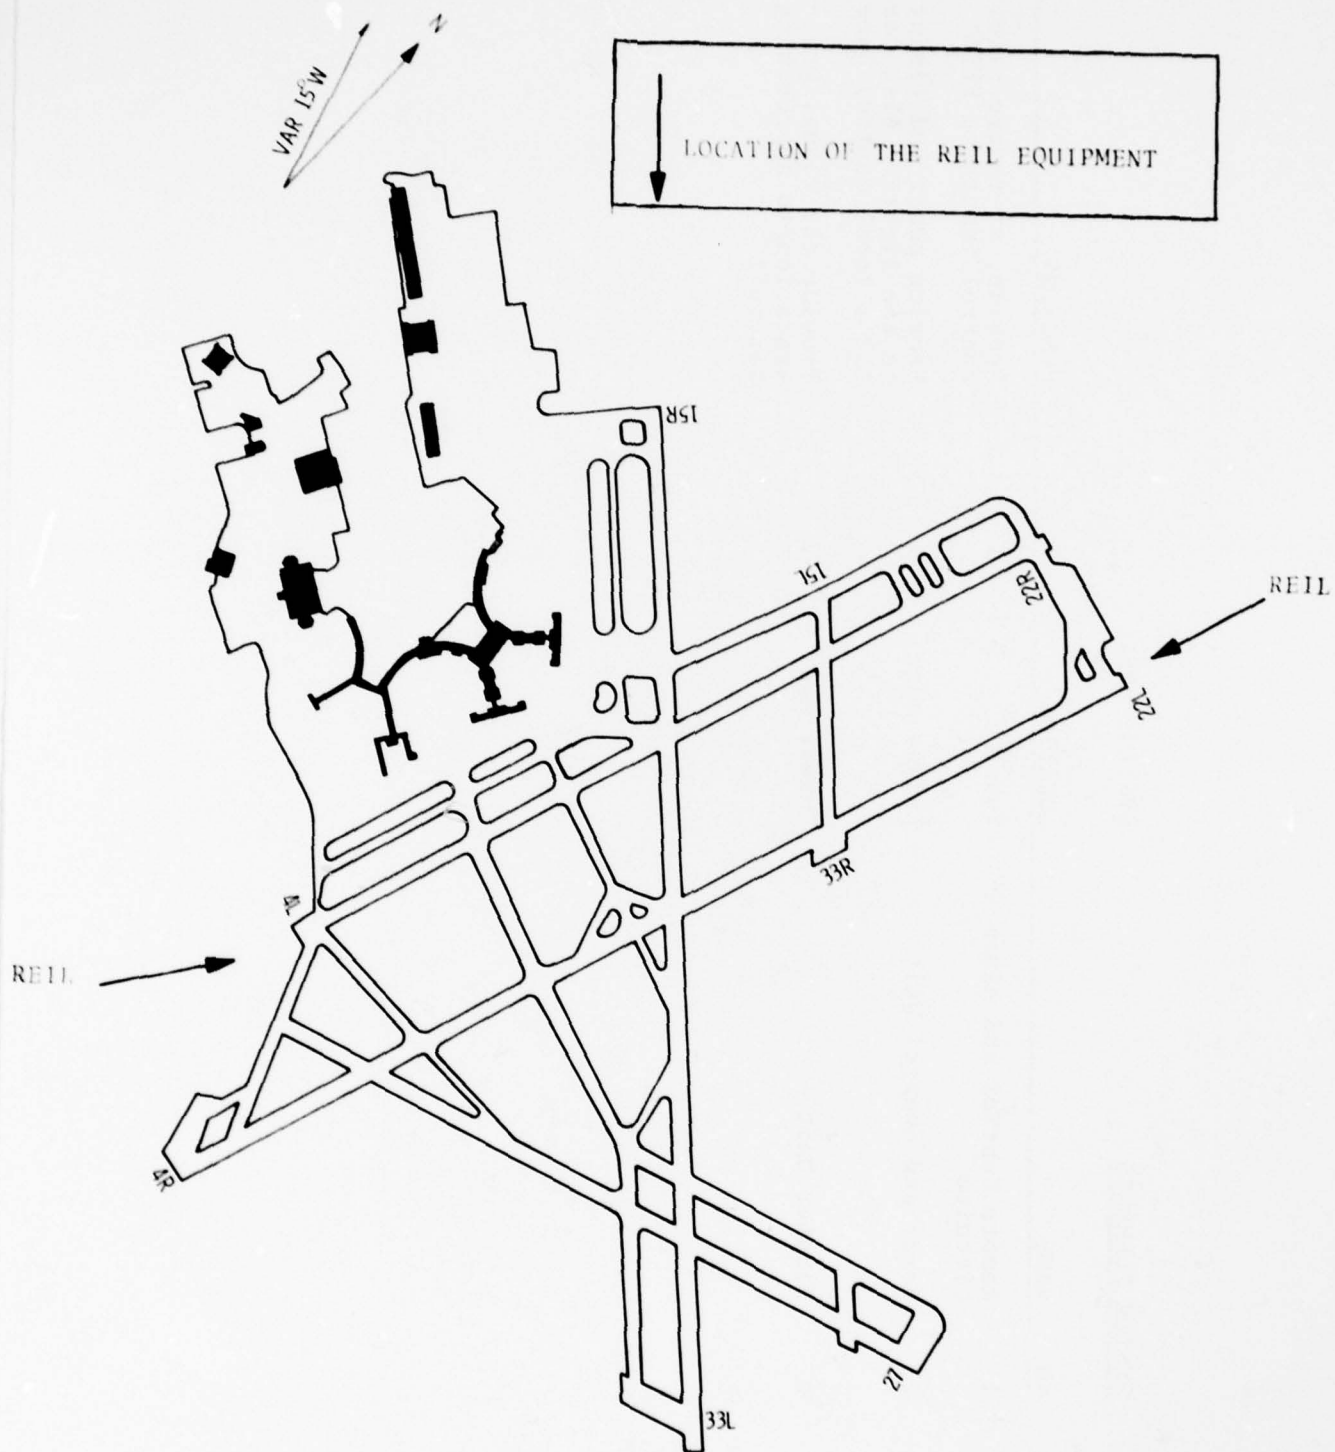 N
VAR 15°W
LOCATION OF THE REIL EQUIPMENT
15R
15L
22R
REIL
22L
33R
4L
REIL
4R
27
33L